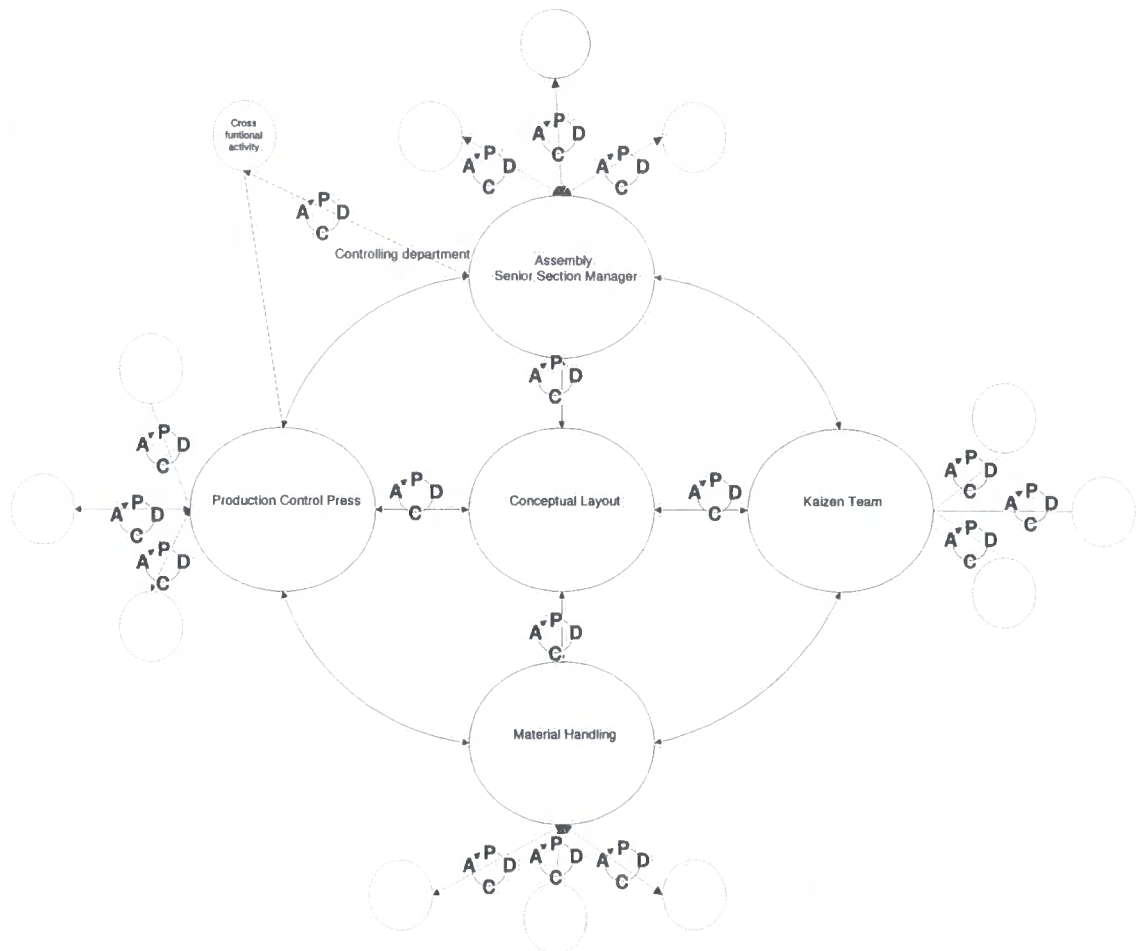 Cross
funtional
activity
A P D
C
A P D
C
A P D
C
A P D
C
Controlling department
Assembly
Senior Section Manager
A P D
C
A P D
C
A P D
C
A P D
C
Production Control Press
A P D
C
Conceptual Layout
A P D
C
Kaizen Team
A P D
C
A P D
C
A P D
C
A P D
C
Material Handling
A P D
C
A P D
C
A P D
C